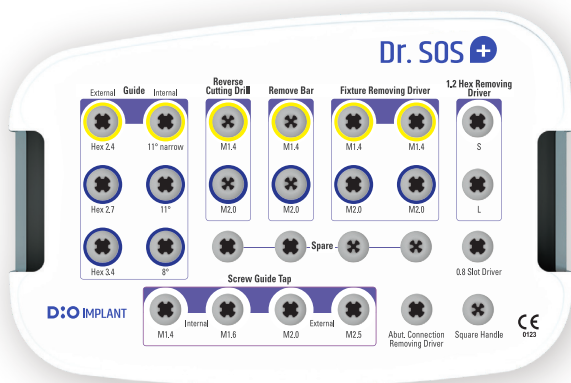 Dr. SOS+
External Guide Internal
Reverse
Cutting Drill
Remove Bar
Fixture Removing Driver
1.2 Hex Removing
Driver
Hex 2.4
11° narrow
M1.4
M1.4
M1.4
M1.4
S
Hex 2.7
11°
M2.0
M2.0
M2.0
M2.0
L
Hex 3.4
8°
Spare
0.8 Slot Driver
Screw Guide Tap
DIO IMPLANT
Internal
External
M1.4
M1.6
M2.0
M2.5
Abut. Connection
Removing Driver
Square Handle
CE
0123